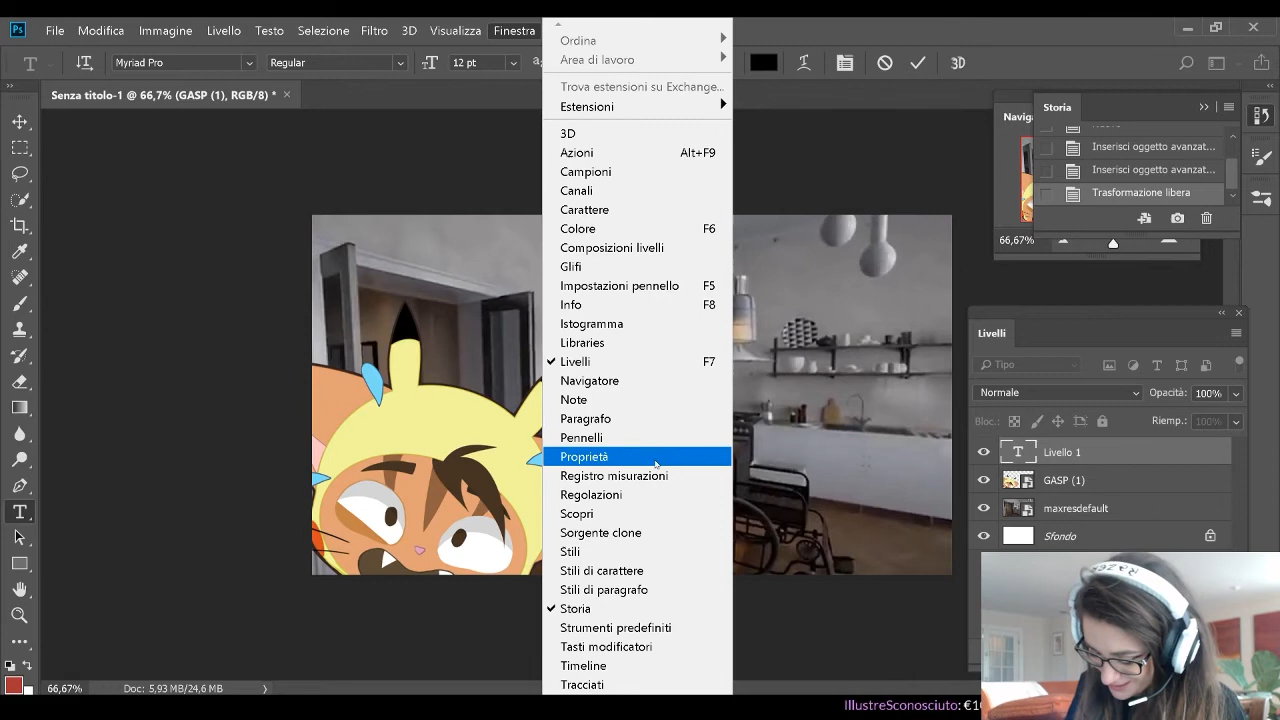 Ps
File
Modifica
Immagine
Livello
Testo
Selezione
Filtro
3D
Visualizza
Finestra
Myriad Pro
Regular
12 pt
3D
Senza titolo-1 @ 66,7% (GASP (1), RGB/8) *
Ordina
Area di lavoro
Trova estensioni su Exchange...
Estensioni
3D
Azioni Alt+F9
Campioni
Canali
Carattere
Colore F6
Composizioni livelli
Glifi
Impostazioni pennello F5
Info F8
Istogramma
Libraries
Livelli F7
Navigatore
Note
Paragrafo
Pennelli
Proprietà
Registro misurazioni
Regolazioni
Scopri
Sorgente clone
Stili
Stili di carattere
Stili di paragrafo
Storia
Strumenti predefiniti
Tasti modificatori
Timeline
Tracciati
Naviga
Storia
Inserisci oggetto avanzat...
Inserisci oggetto avanzat...
Trasformazione libera
66,67%
Livelli
Tipo
Normale
Opacità: 100%
Bloc.:
Riemp.: 100%
Livello 1
GASP (1)
maxresdefault
Sfondo
66,67%
Doc: 5,93 MB/24,6 MB
RAZER
IllustreSconosciuto: €1